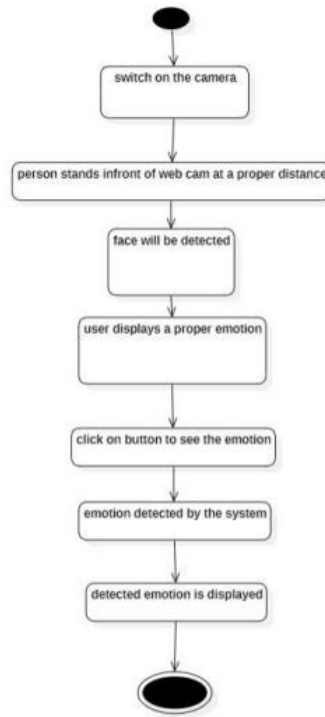 switch on the camera
person stands infront of web cam at a proper distance
face will be detected
user displays a proper emotion
click on button to see the emotion
emotion detected by the system
detected emotion is displayed